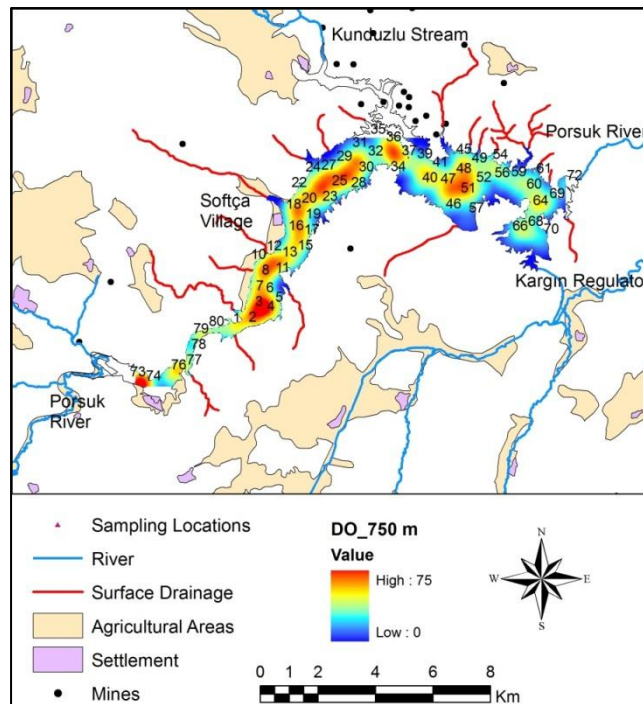 Kunduzlu Stream
Porsuk River
35
36
31
32
37
39
34
41
45
49
54
29
30
24
27
25
28
22
20
23
18
19
16
17
40
47
48
51
52
46
57
56
59
61
60
72
69
64
68
66
70
Softça
Village
12
10
13
15
8
11
7
6
5
3
4
1
2
80
79
78
77
76
73
74
Kargın Regulato
Porsuk
River
Sampling Locations
River
Surface Drainage
Agricultural Areas
Settlement
Mines
DO_750 m
Value
High : 75
Low : 0
N
W
E
S
0 2 4 6 8
Km